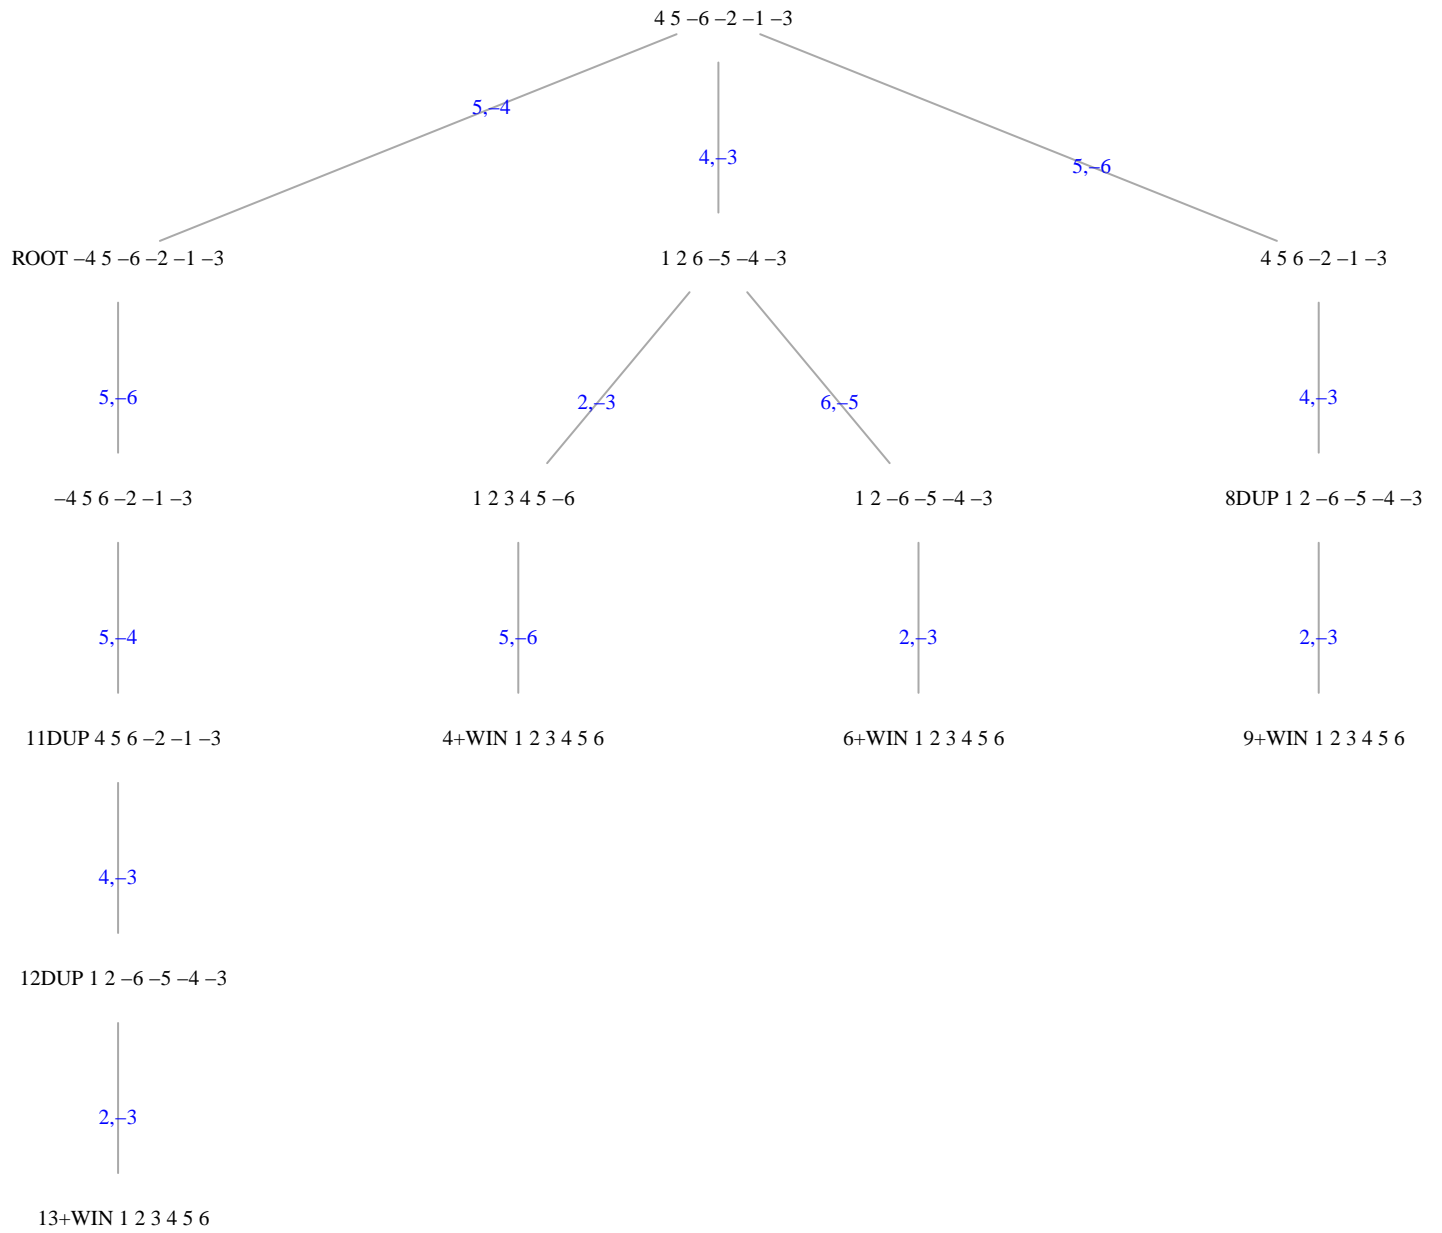 4 5 –6 –2 –1 –3
5,–4
4,–3
5,–6
ROOT –4 5 –6 –2 –1 –3
1 2 6 –5 –4 –3
4 5 6 –2 –1 –3
5,–6
2,–3
6,–5
4,–3
–4 5 6 –2 –1 –3
1 2 3 4 5 –6
1 2 –6 –5 –4 –3
8DUP 1 2 –6 –5 –4 –3
5,–4
5,–6
2,–3
2,–3
11DUP 4 5 6 –2 –1 –3
4+WIN 1 2 3 4 5 6
6+WIN 1 2 3 4 5 6
9+WIN 1 2 3 4 5 6
4,–3
12DUP 1 2 –6 –5 –4 –3
2,–3
13+WIN 1 2 3 4 5 6